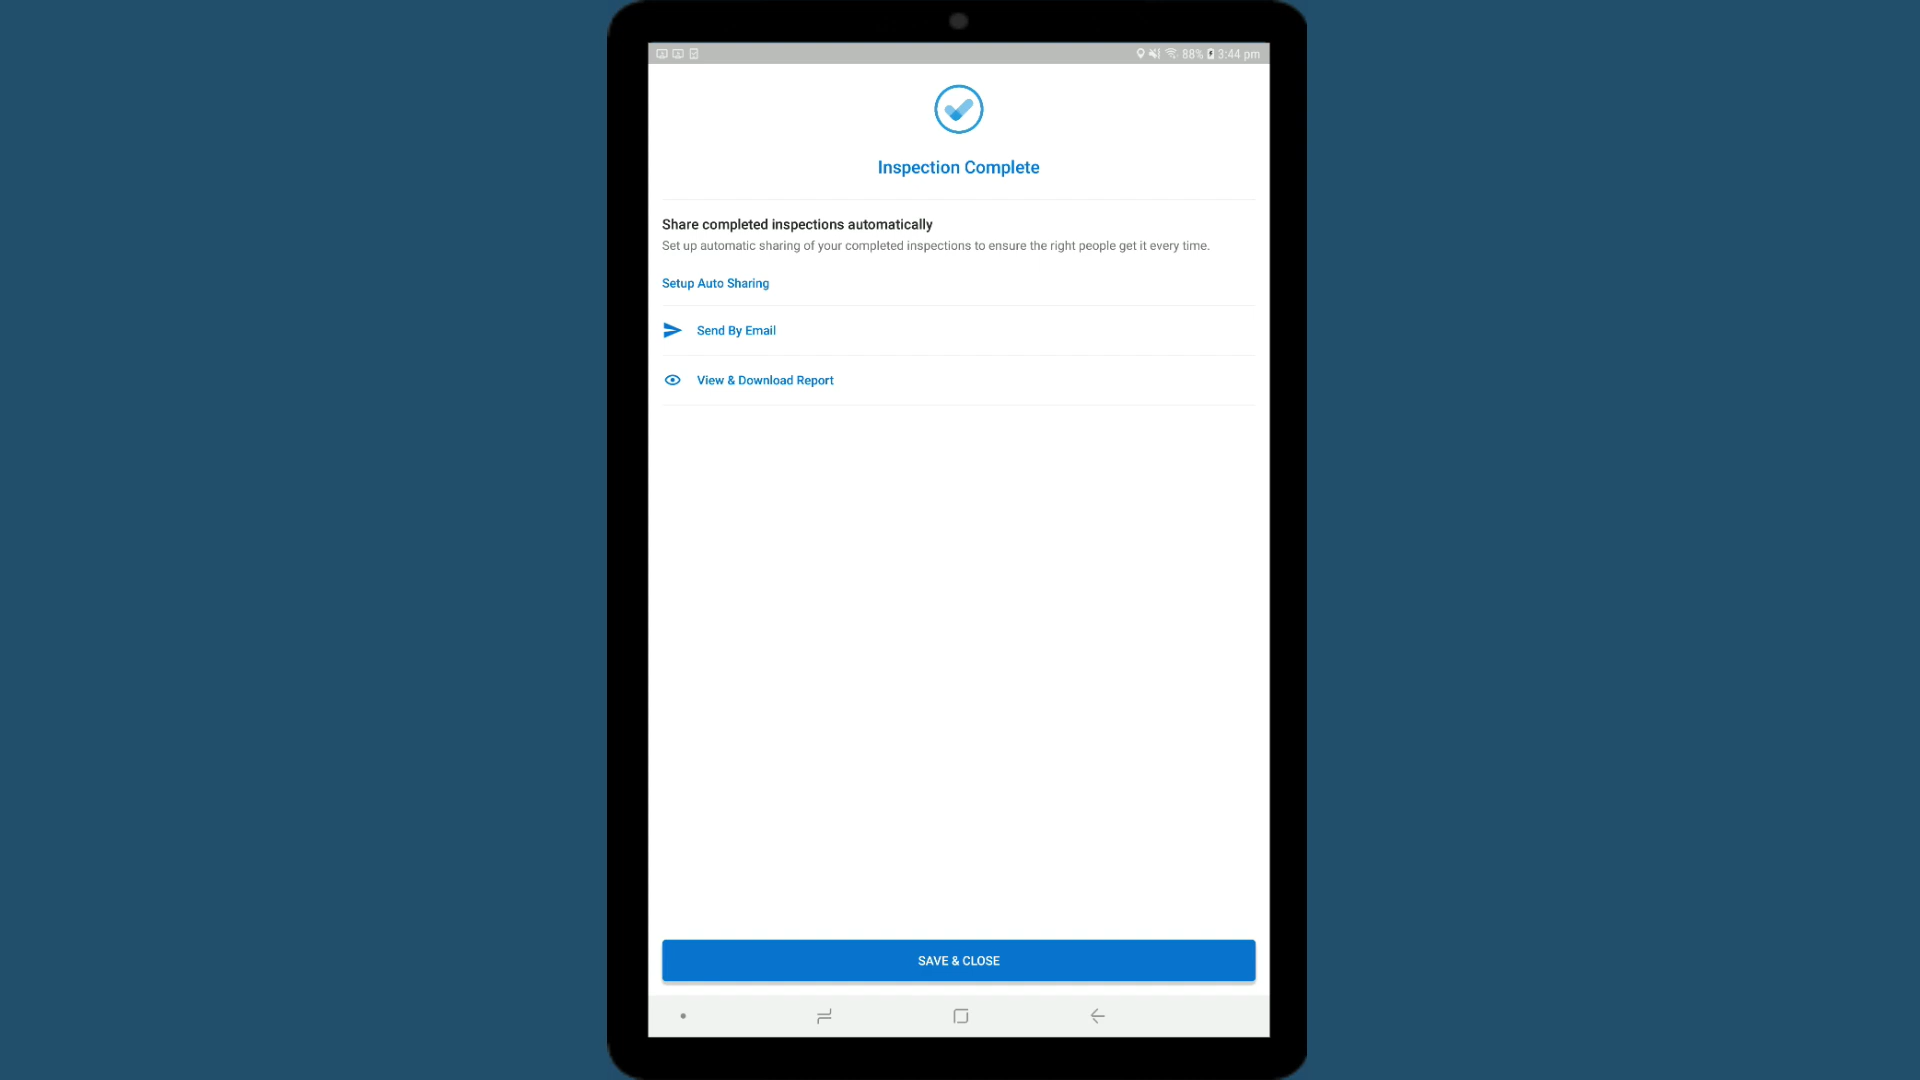 88% 3:44 pm
Inspection Complete
Share completed inspections automatically
Set up automatic sharing of your completed inspections to ensure the right people get it every time.
Setup Auto Sharing
Send By Email
View & Download Report
SAVE & CLOSE